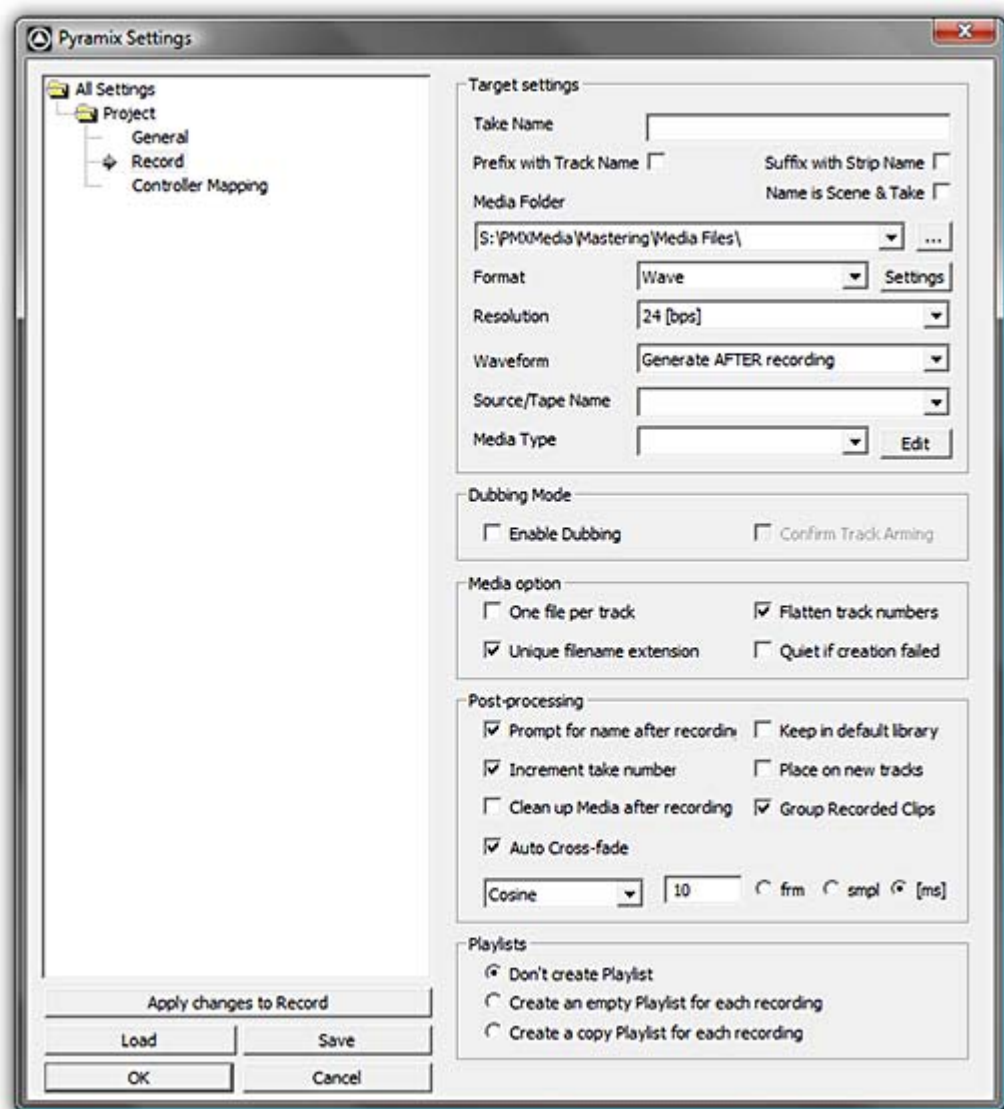 Pyramix Settings
All Settings
Project
General
Record
Controller Mapping
Apply changes to Record
Load Save
OK Cancel
Target settings
Take Name
Prefix with Track Name Suffix with Strip Name
Name is Scene & Take
Media Folder
S:\PMXMedia\Mastering\Media Files\ ...
Format Wave Settings
Resolution 24 [bps]
Waveform Generate AFTER recording
Source/Tape Name
Media Type Edit
Dubbing Mode
Enable Dubbing Confirm Track Arming
Media option
One file per track Flatten track numbers
Unique filename extension Quiet if creation failed
Post-processing
Prompt for name after recordin Keep in default library
Increment take number Place on new tracks
Clean up Media after recording Group Recorded Clips
Auto Cross-fade
Cosine 10 frm smpl [ms]
Playlists
Don't create Playlist
Create an empty Playlist for each recording
Create a copy Playlist for each recording